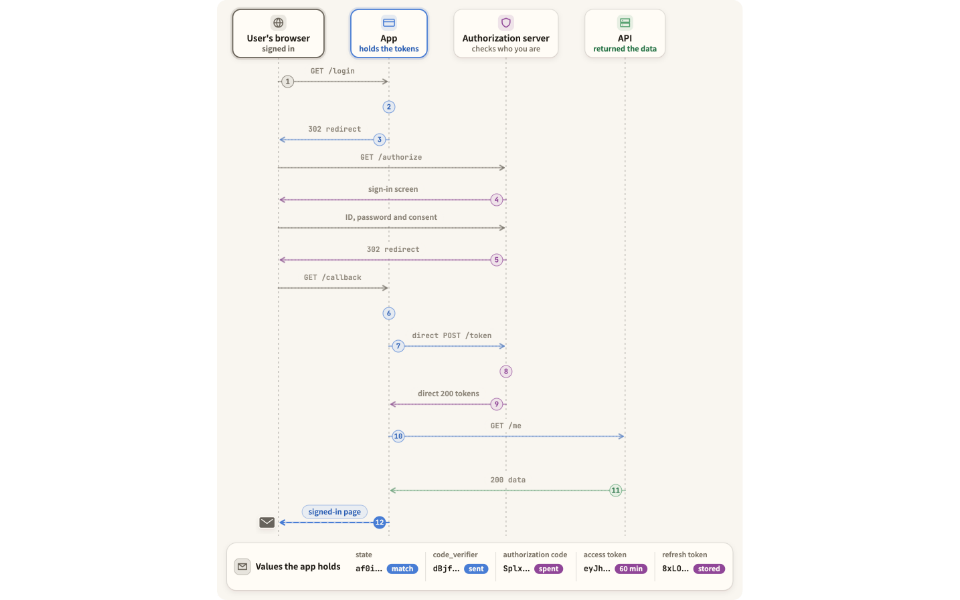 User's browser
signed in
App
holds the tokens
Authorization server
checks who you are
API
returned the data
GET /login
1
2
302 redirect
3
GET /authorize
sign-in screen
4
ID, password and consent
302 redirect
5
GET /callback
6
direct POST /token
7
8
direct 200 tokens
9
GET /me
10
200 data
11
signed-in page
12
Values the app holds
state
af0i... match
code_verifier
dBjf... sent
authorization code
Splx... spent
access token
eyJh... 60 min
refresh token
8xLO... stored